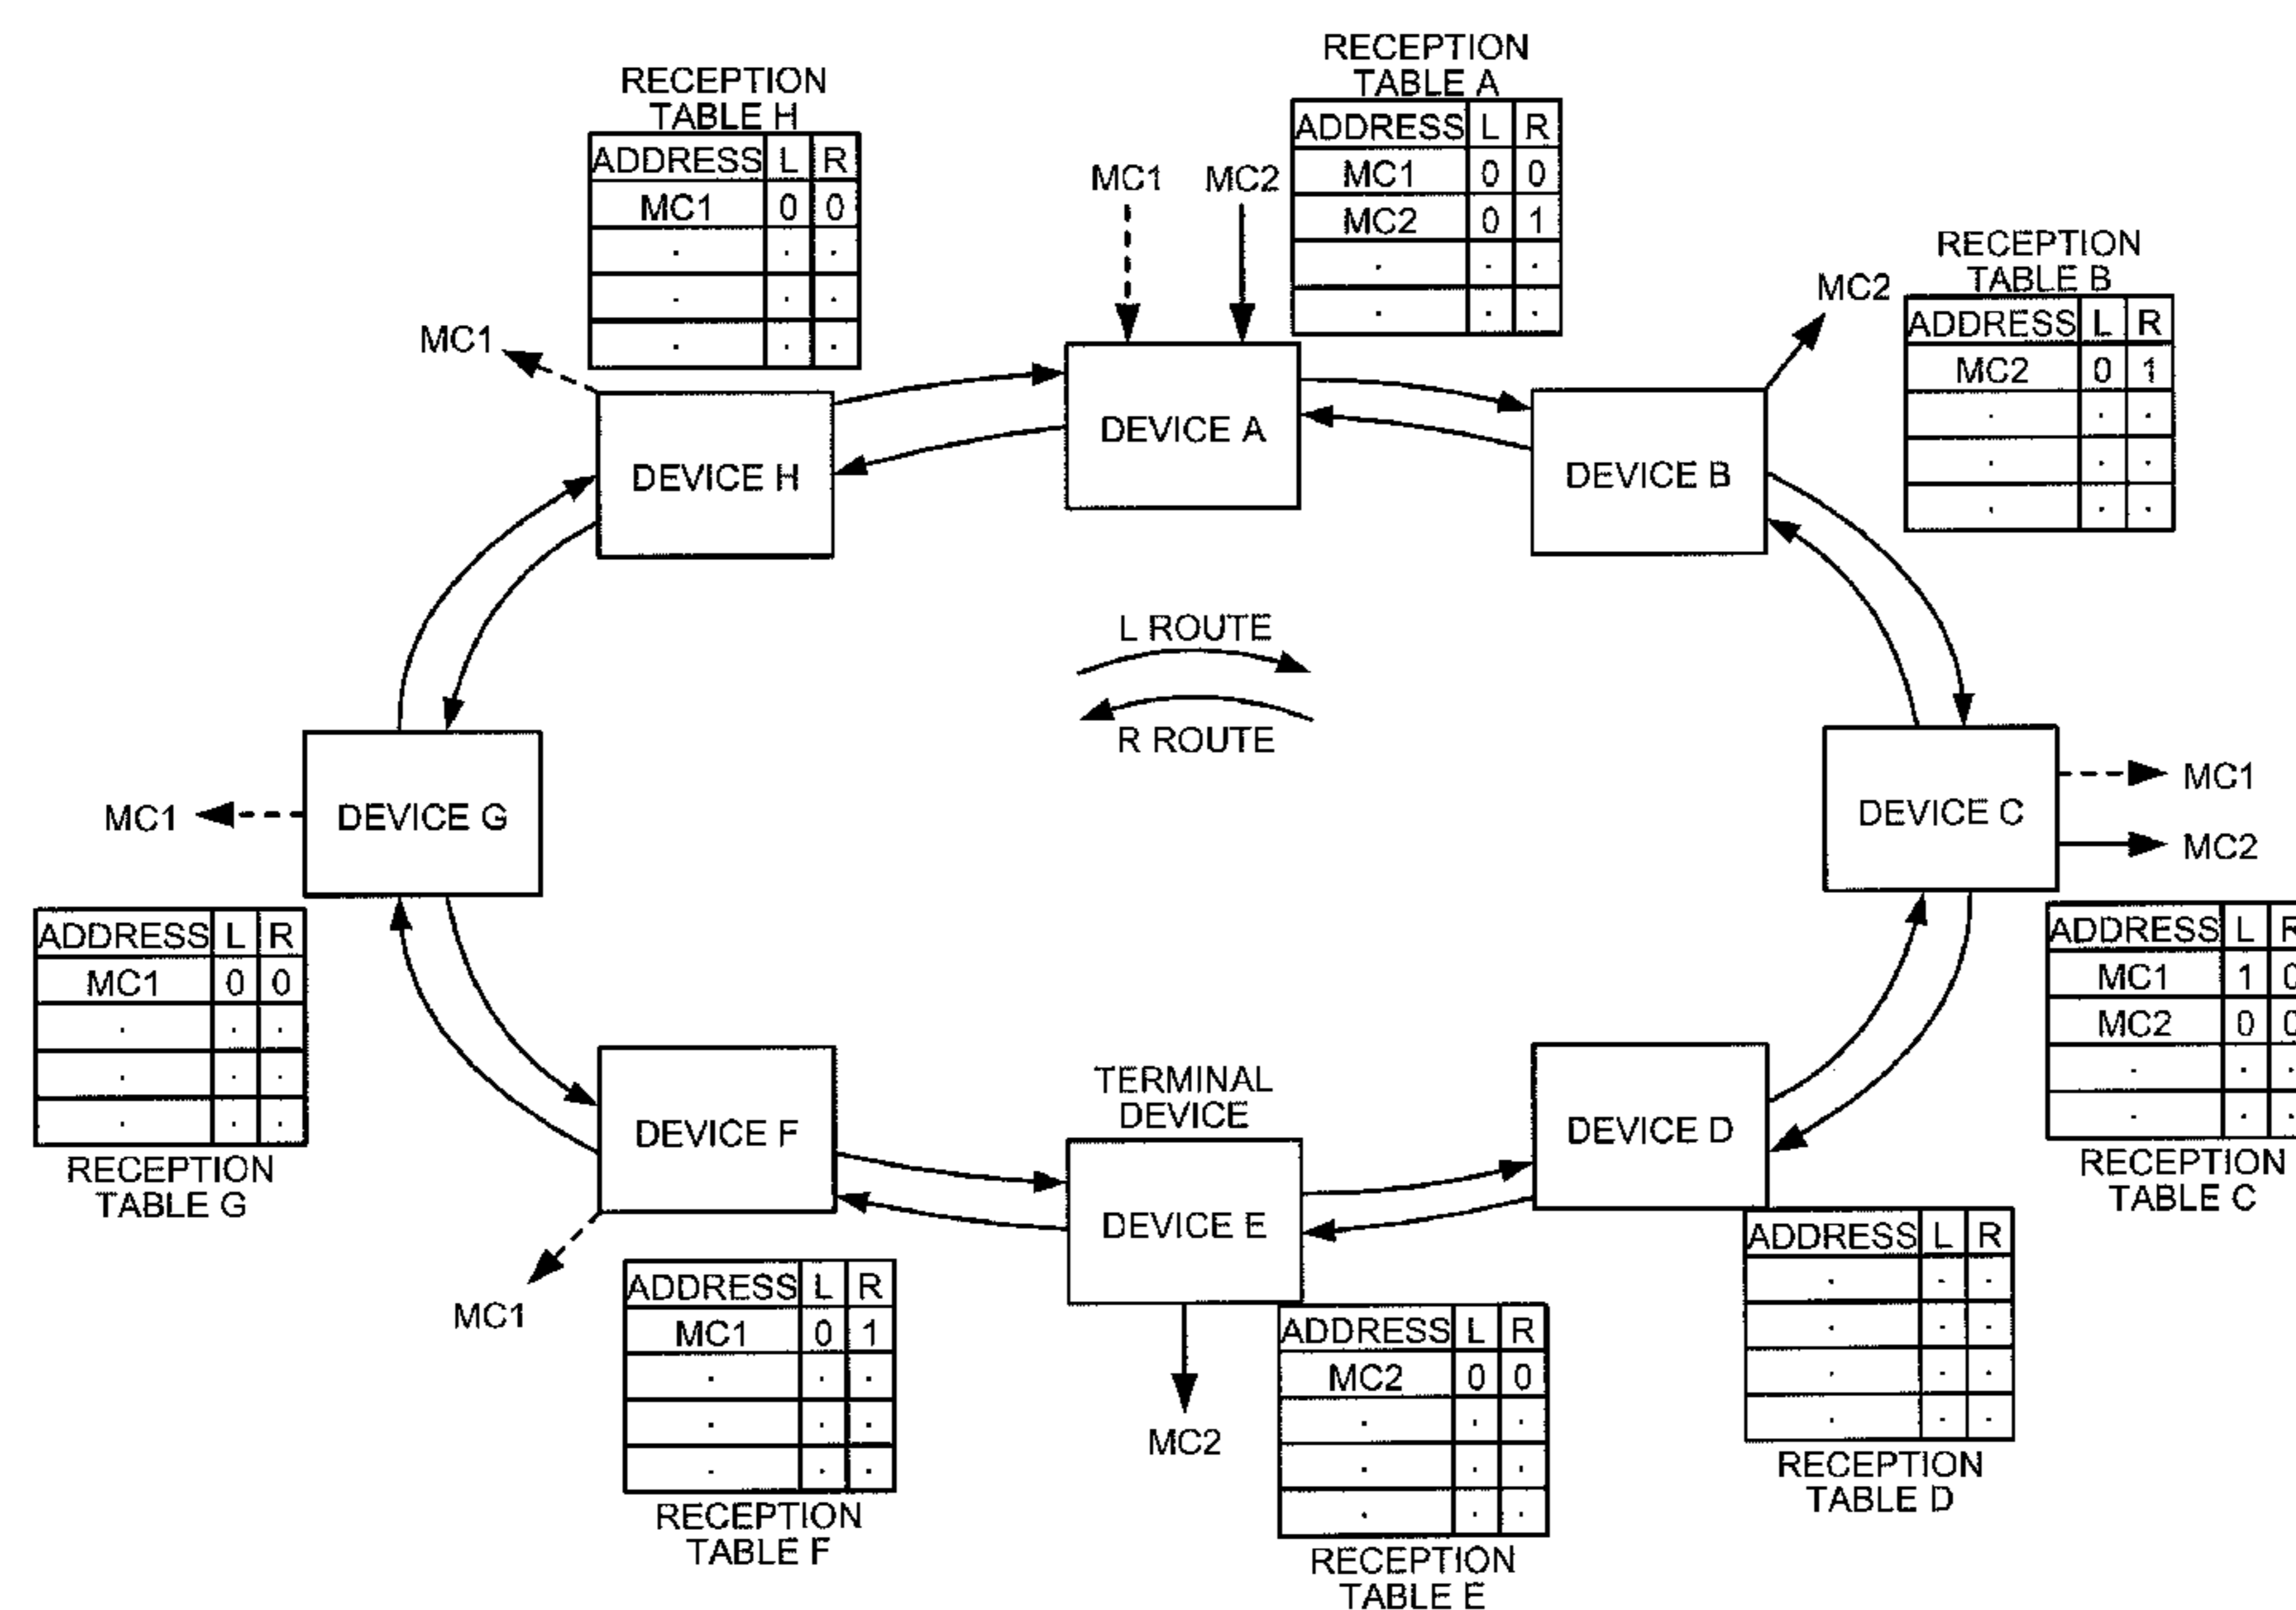 RECEPTION
TABLE H
ADDRESS L R
MC1 0 0
. . .
. . .
. . .
RECEPTION
TABLE A
ADDRESS L R
MC1 0 0
MC2 0 1
. . .
. . .
MC1 MC2
RECEPTION
TABLE B
ADDRESS L R
MC2 0 1
. . .
. . .
. . .
MC2
MC1
DEVICE H
DEVICE A
DEVICE B
L ROUTE
R ROUTE
MC1
DEVICE G
DEVICE C
MC1
MC2
ADDRESS L R
MC1 0 0
. . .
. . .
. . .
RECEPTION
TABLE G
ADDRESS L R
MC1 1 0
MC2 0 0
. . .
. . .
RECEPTION
TABLE C
DEVICE F
TERMINAL
DEVICE
DEVICE E
DEVICE D
MC1
ADDRESS L R
MC1 0 1
. . .
. . .
. . .
RECEPTION
TABLE F
MC2
ADDRESS L R
MC2 0 0
. . .
. . .
. . .
RECEPTION
TABLE E
ADDRESS L R
. . .
. . .
. . .
. . .
RECEPTION
TABLE D